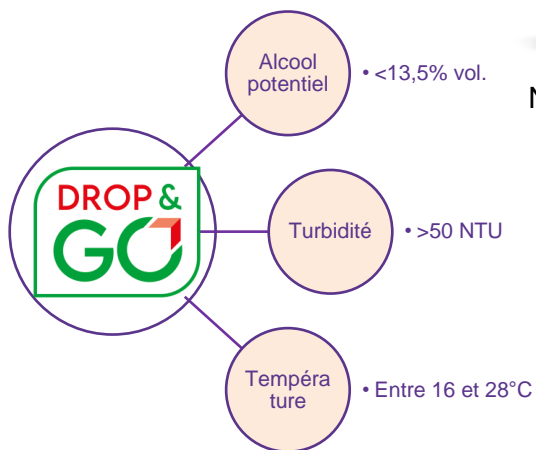 Alcool
potentiel
• <13,5% vol.
N
DROP &
GO
Turbidité
• >50 NTU
Tempéra
ture
• Entre 16 et 28°C